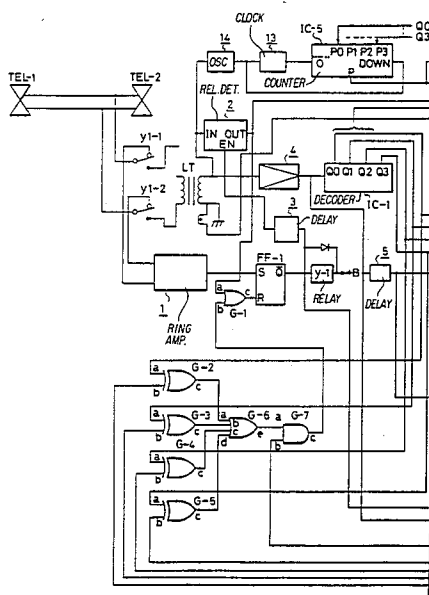 CLOCK
14
13
IC-5
Q0
Q3
OSC
P0 P1 P2 P3
O̅
DOWN
P
COUNTER
TEL-1
TEL-2
REL. DET.
2
IN OUT
EN
y1-1
LT
4
Q0 Q1 Q2 Q3
DECODER
IC-1
y1-2
3
DELAY
FF-1
S Q̅
R
y-1
RELAY
B
5
DELAY
a
b
c
G-1
1
RING
AMP.
a
b
c
G-2
a
b
c
G-3
a
b
c
d
e
G-6
a
b
c
G-7
a
b
c
G-4
a
b
c
G-5